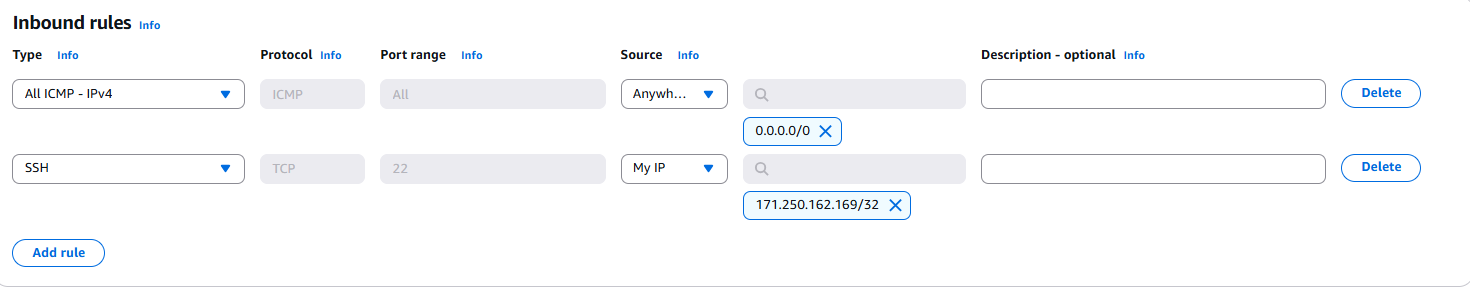 Inbound rules Info
Type Info Protocol Info Port range Info Source Info Description - optional Info
All ICMP - IPv4 ICMP All Anywh... Delete
0.0.0.0/0
SSH TCP 22 My IP Delete
171.250.162.169/32
Add rule